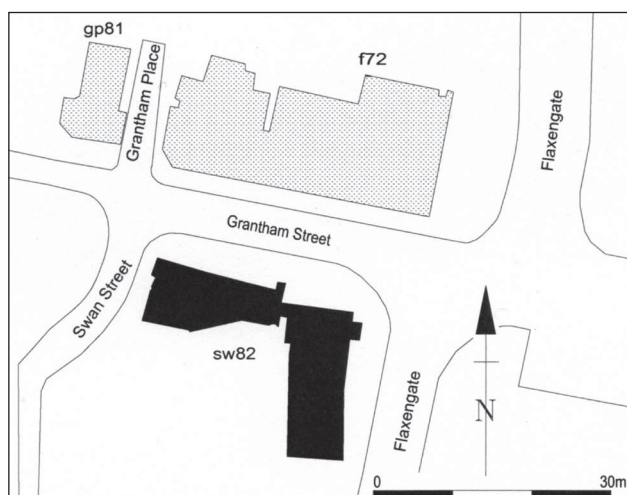 gp81
Grantham Place
f72
Flaxengate
Grantham Street
Swan Street
sw82
Flaxengate
N
0
30m